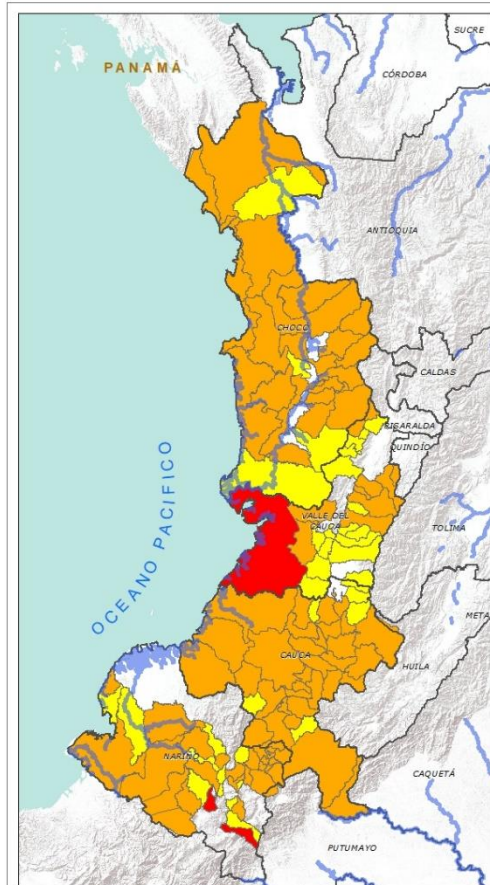 SUCRE
PANAMÁ
CÓRDOBA
ANTIOQUIA
CHOCÓ
CALDAS
RISARALDA
QUINDÍO
OCEANO PACÍFICO
VALLE DEL
CAUCA
TOLIMA
META
CAUCA
HUILA
NARIÑO
CAQUETÁ
PUTUMAYO